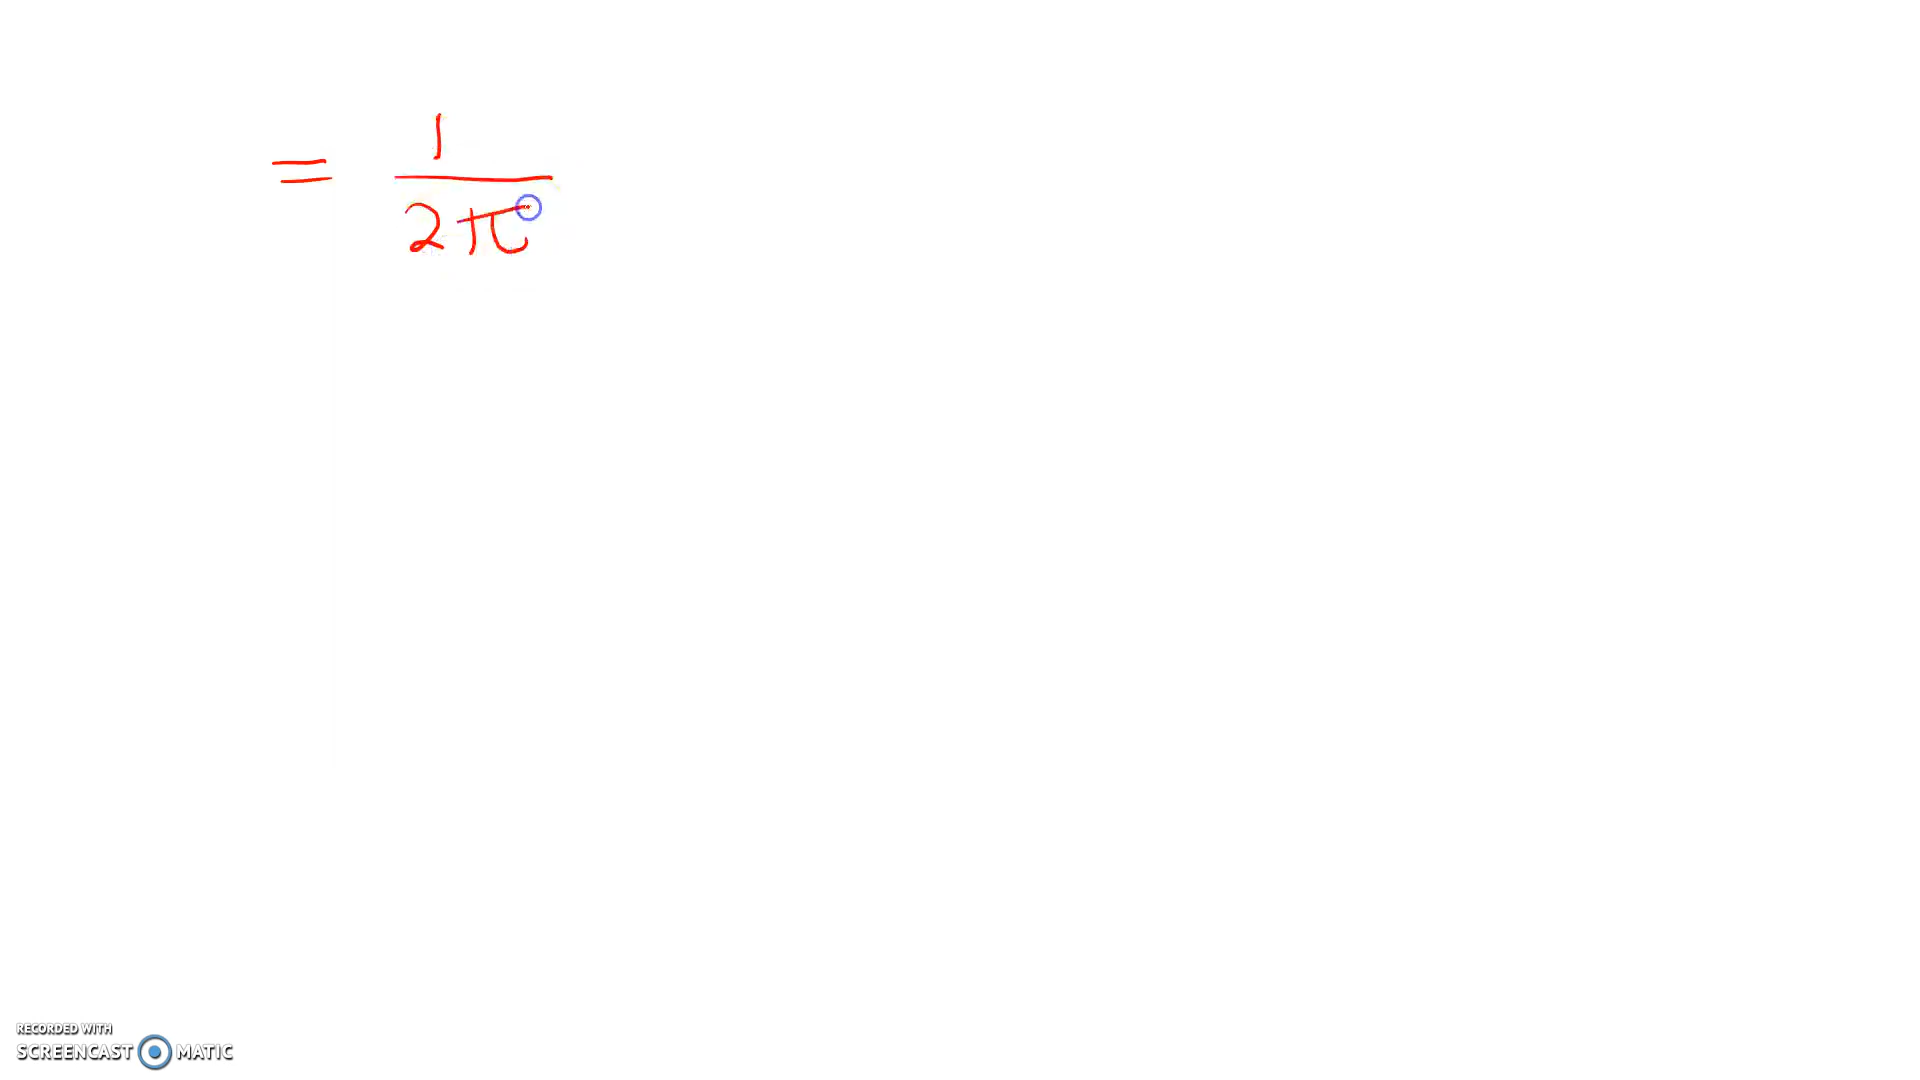 = 1/2π
RECORDED WITH
SCREENCAST MATIC